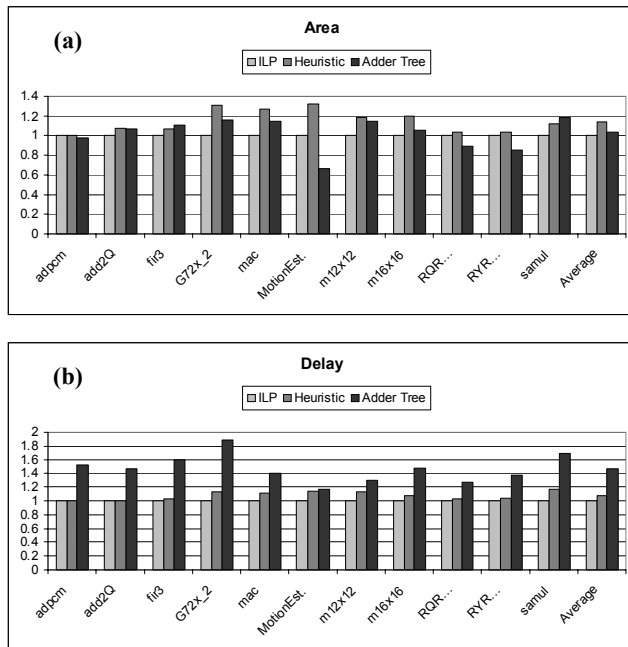 (a)
Area
ILP Heuristic Adder Tree
1.4
1.2
1
0.8
0.6
0.4
0.2
0
adpcm add2Q fir3 G72x_2 mac MotionEst. m12x12 m16x16 RQR... RYR... samul Average
(b)
Delay
ILP Heuristic Adder Tree
2
1.8
1.6
1.4
1.2
1
0.8
0.6
0.4
0.2
0
adpcm add2Q fir3 G72x_2 mac MotionEst. m12x12 m16x16 RQR... RYR... samul Average